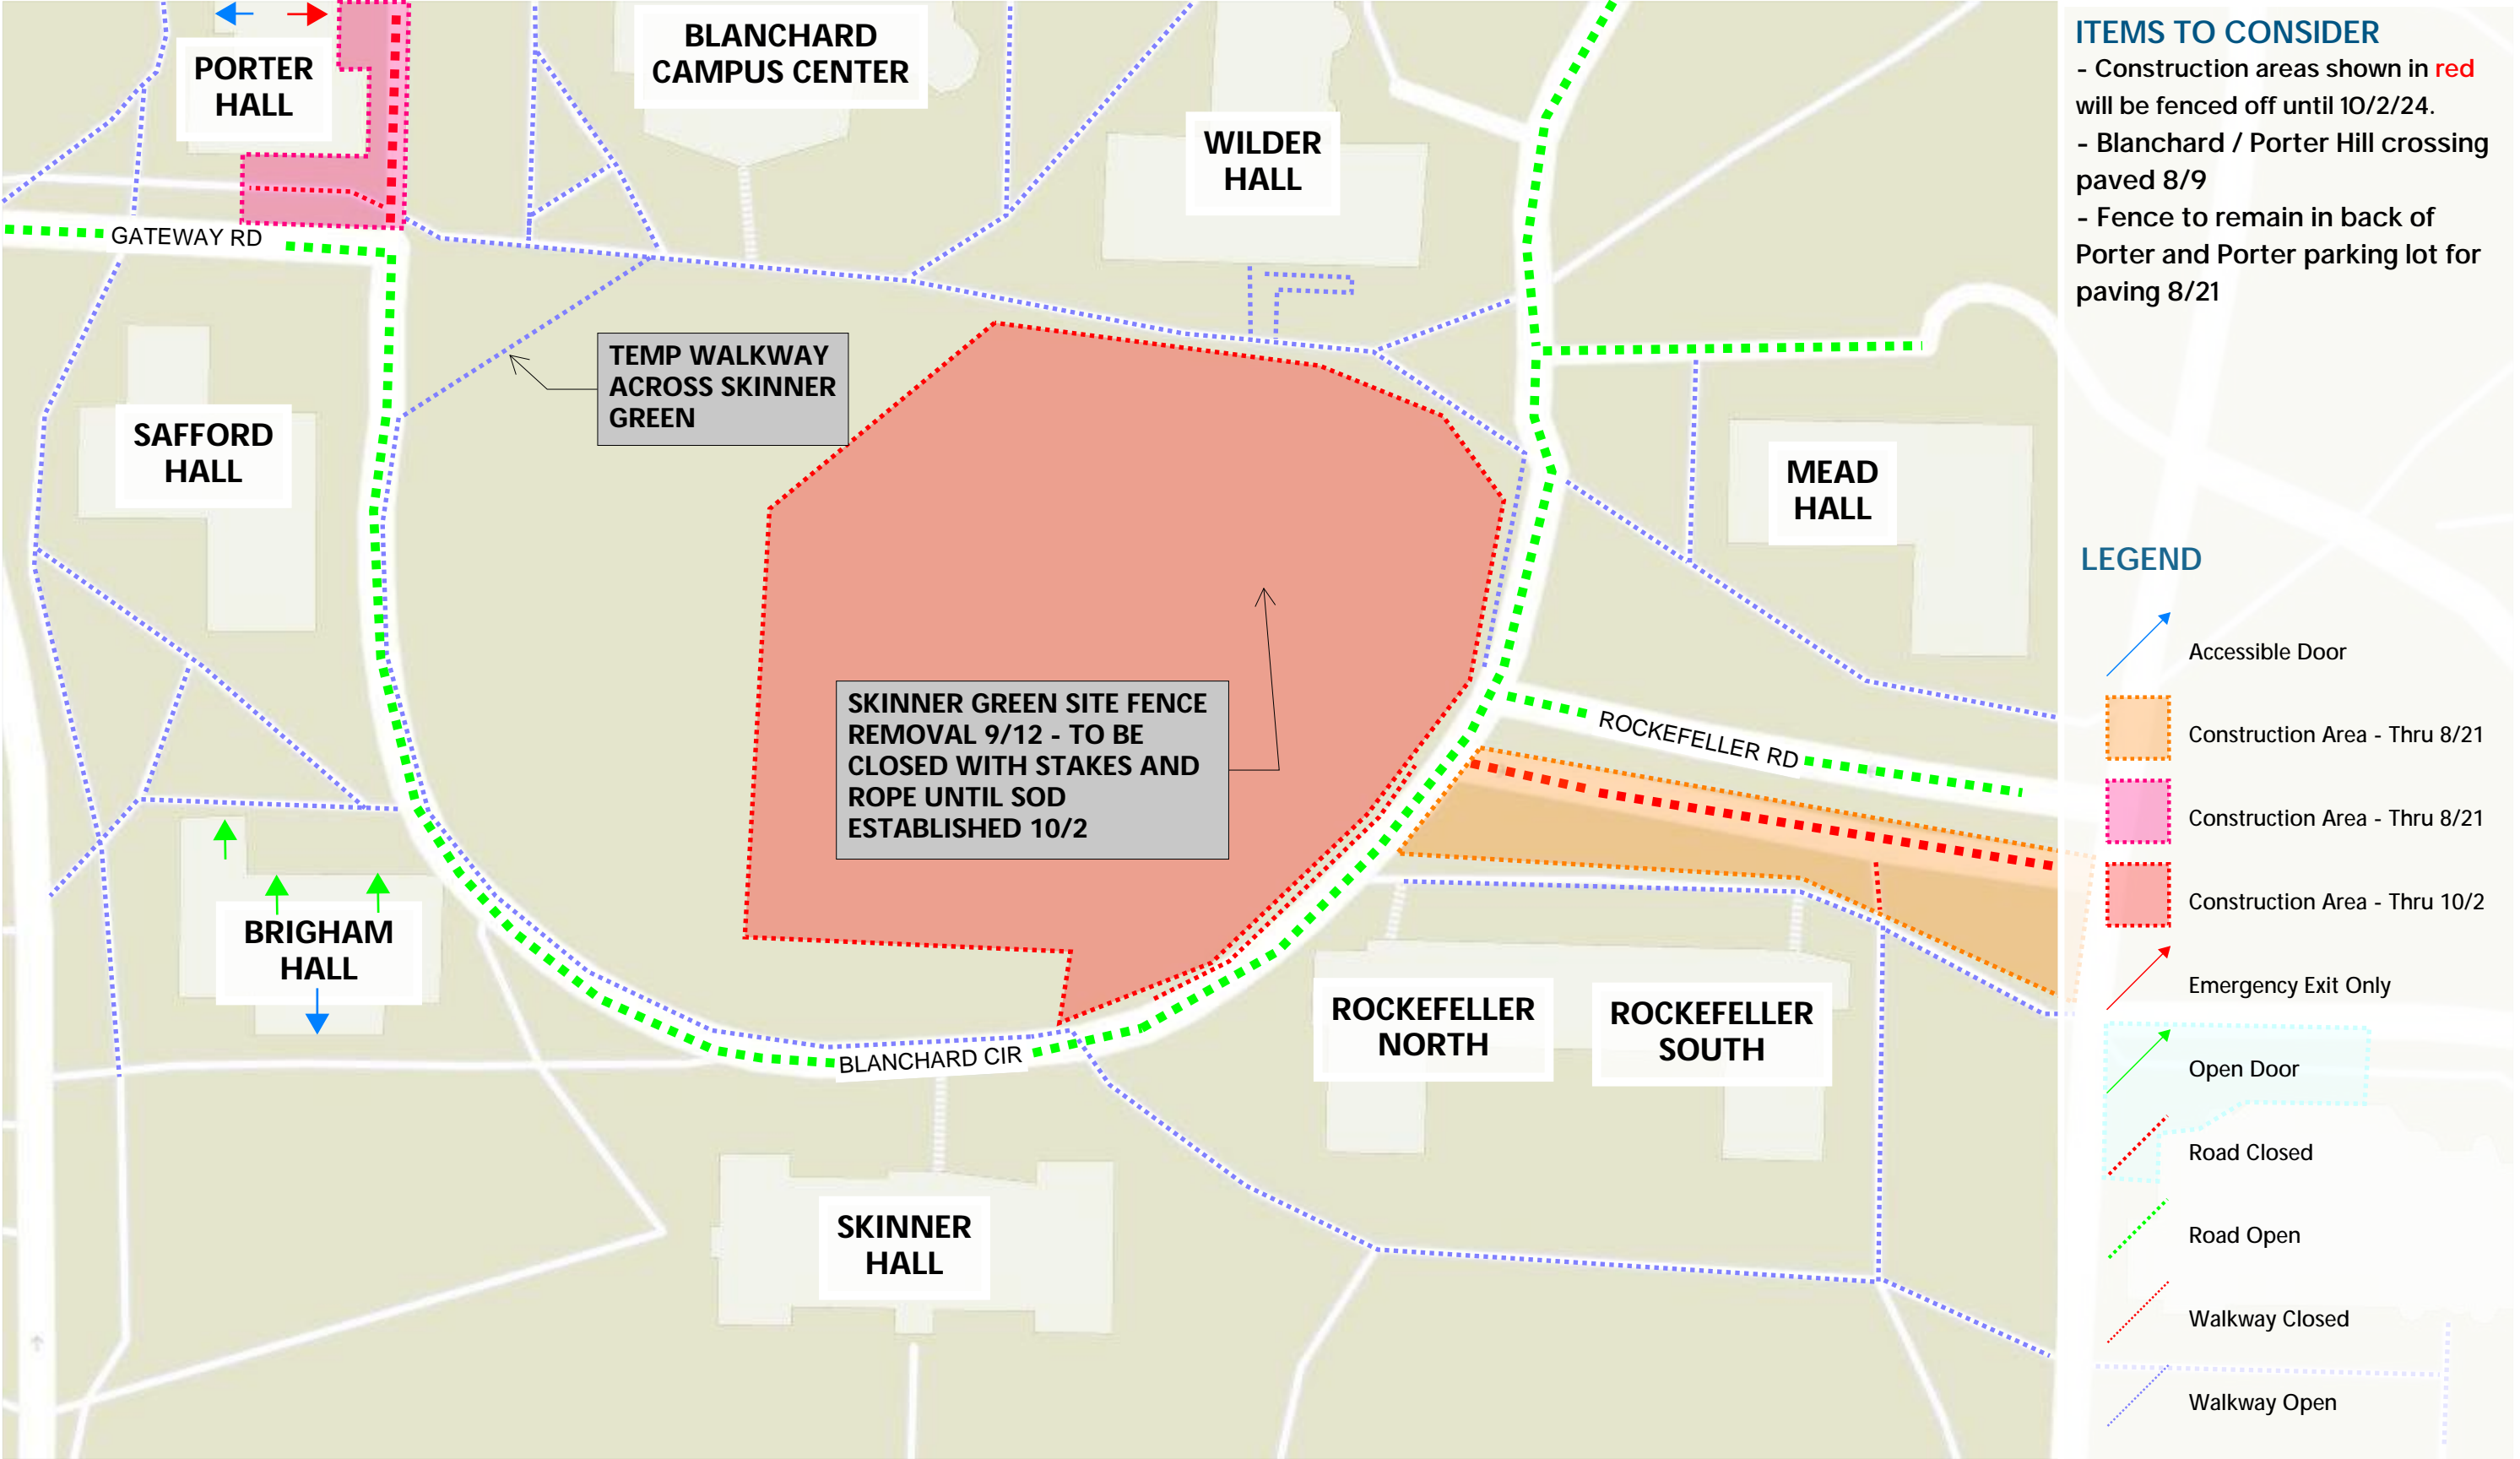 PORTER
HALL
BLANCHARD
CAMPUS CENTER
WILDER
HALL
GATEWAY RD
TEMP WALKWAY
ACROSS SKINNER
GREEN
SAFFORD
HALL
MEAD
HALL
SKINNER GREEN SITE FENCE
REMOVAL 9/12 - TO BE
CLOSED WITH STAKES AND
ROPE UNTIL SOD
ESTABLISHED 10/2
ROCKEFELLER RD
BRIGHAM
HALL
BLANCHARD CIR
ROCKEFELLER
NORTH
ROCKEFELLER
SOUTH
SKINNER
HALL
ITEMS TO CONSIDER
- Construction areas shown in red
will be fenced off until 10/2/24.
- Blanchard / Porter Hill crossing
paved 8/9
- Fence to remain in back of
Porter and Porter parking lot for
paving 8/21
LEGEND
Accessible Door
Construction Area - Thru 8/21
Construction Area - Thru 8/21
Construction Area - Thru 10/2
Emergency Exit Only
Open Door
Road Closed
Road Open
Walkway Closed
Walkway Open